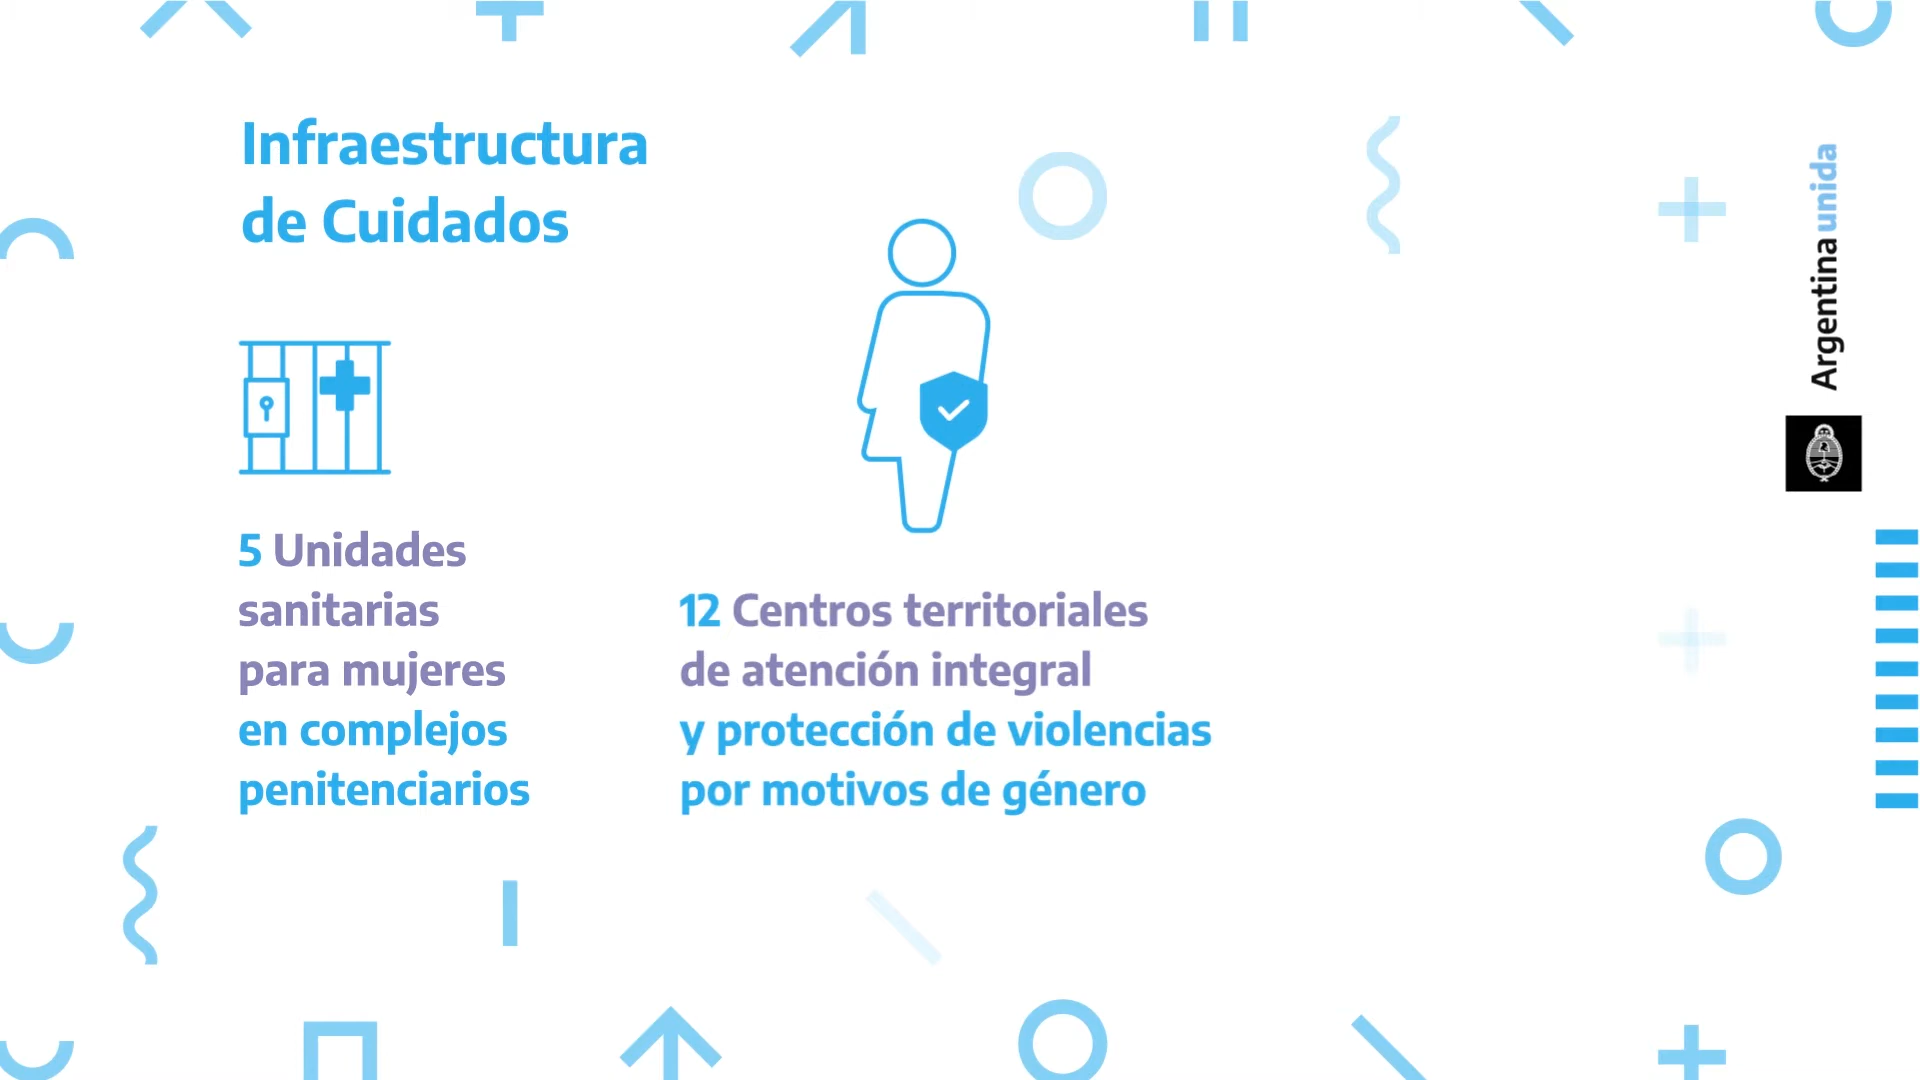 Infraestructura
de Cuidados
5 Unidades
sanitarias
para mujeres
en complejos
penitenciarios
12 Centros territoriales
de atención integral
y protección de violencias
por motivos de género
Argentina unida